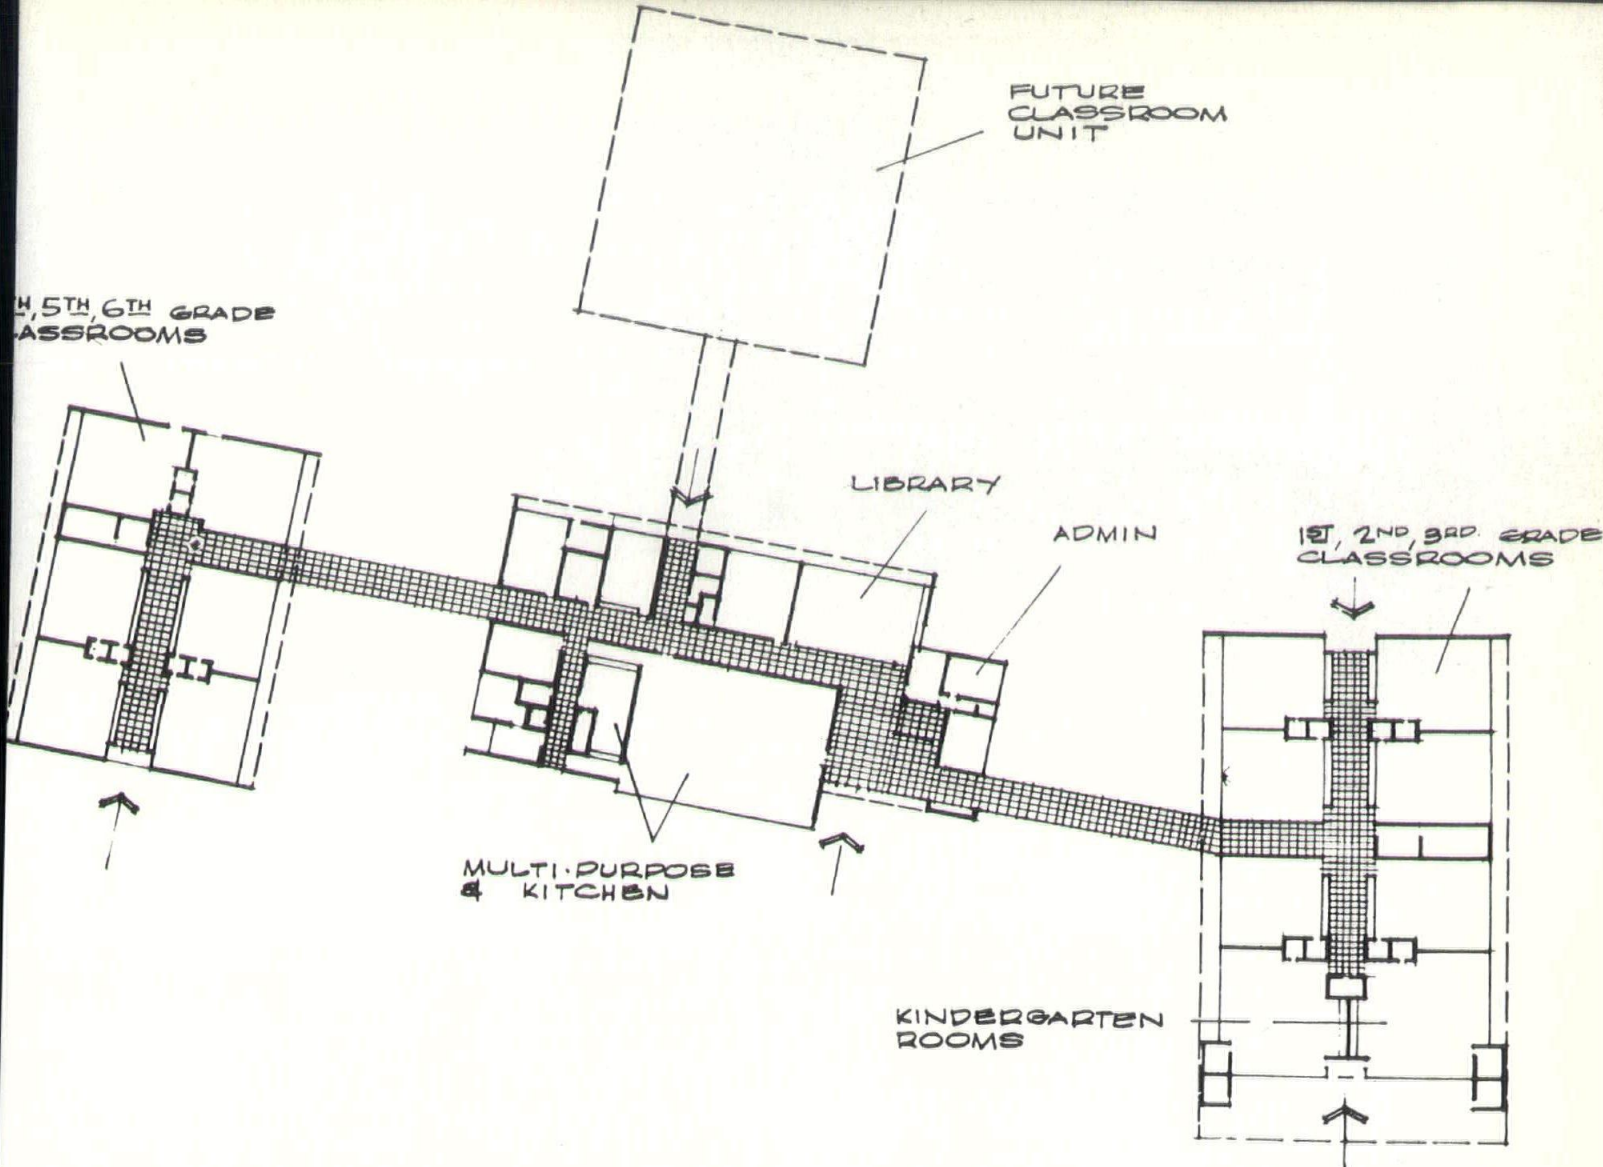 FUTURE
CLASSROOM
UNIT
H, 5TH, 6TH GRADE
ASSROOMS
LIBRARY
ADMIN
1ST, 2ND, 3RD. GRADE
CLASSROOMS
MULTI-PURPOSE
& KITCHEN
KINDERGARTEN
ROOMS